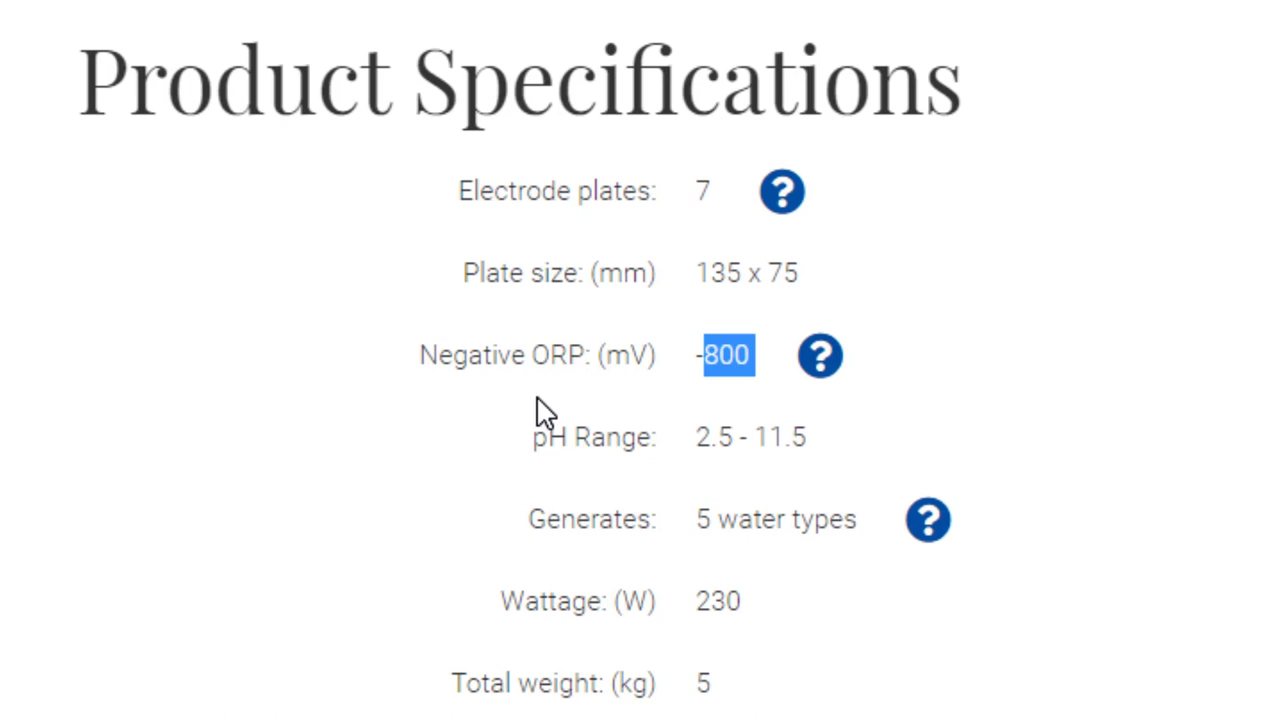 Product Specifications
Electrode plates: 7 ?
Plate size: (mm) 135 x 75
Negative ORP: (mV) -800 ?
pH Range: 2.5 - 11.5
Generates: 5 water types ?
Wattage: (W) 230
Total weight: (kg) 5